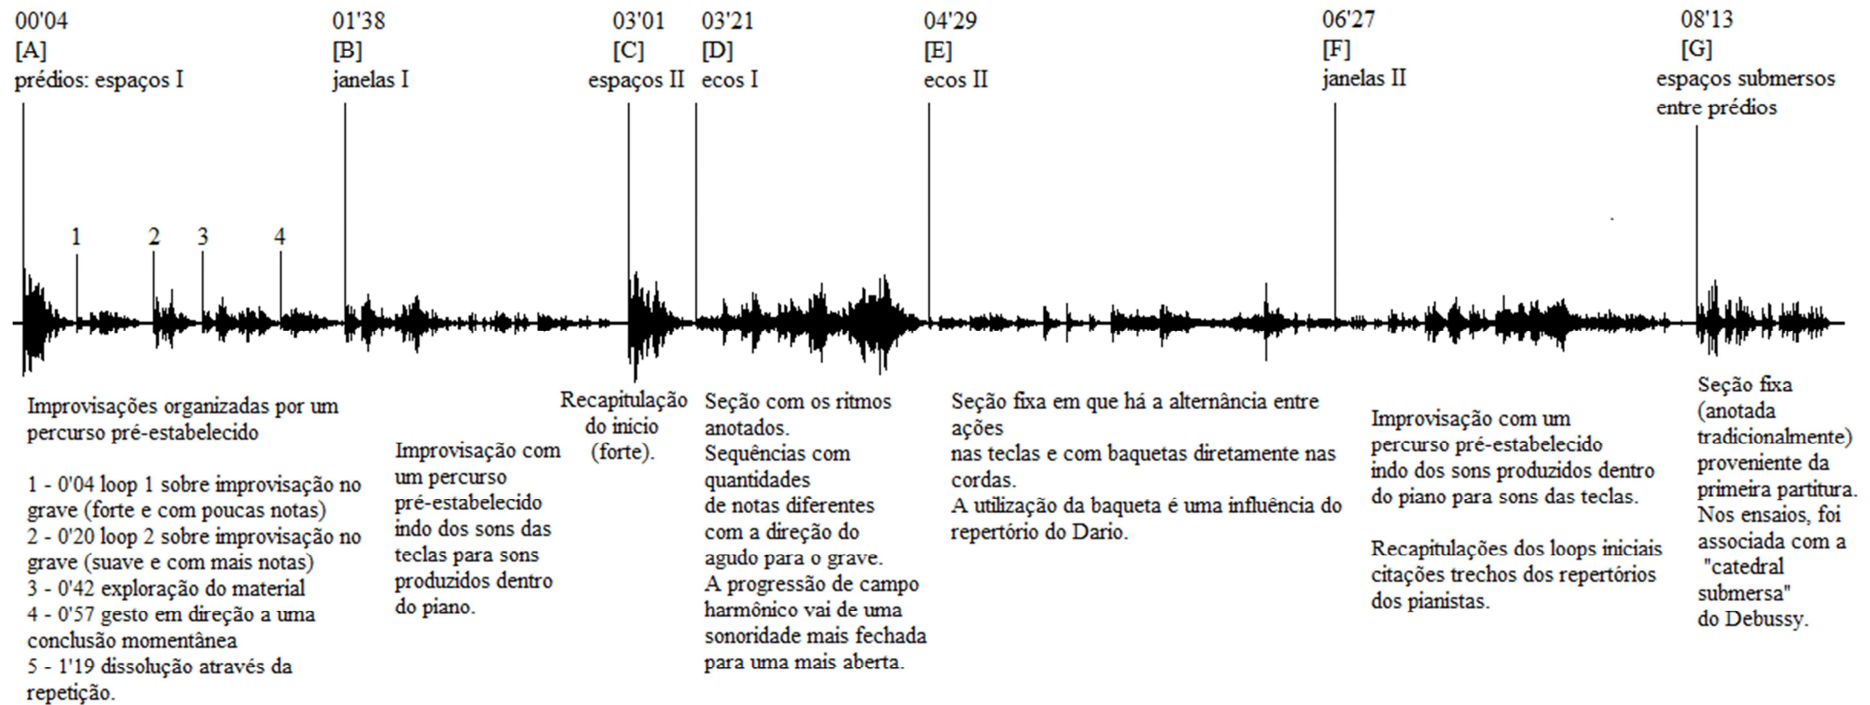 00'04
[A]
prédios: espaços I
01'38
[B]
janelas I
03'01
[C]
espaços II
03'21
[D]
ecos I
04'29
[E]
ecos II
06'27
[F]
janelas II
08'13
[G]
espaços submersos
entre prédios
1
2
3
4
Improvisações organizadas por um
percurso pré-estabelecido
1 - 0'04 loop 1 sobre improvisação no
grave (forte e com poucas notas)
2 - 0'20 loop 2 sobre improvisação no
grave (suave e com mais notas)
3 - 0'42 exploração do material
4 - 0'57 gesto em direção a uma
conclusão momentânea
5 - 1'19 dissolução através da
repetição.
Improvisação com
um percurso
pré-estabelecido
indo dos sons das
teclas para sons
produzidos dentro
do piano.
Recapitulação
do início
(forte).
Seção com os ritmos
anotados.
Sequências com
quantidades
de notas diferentes
com a direção do
agudo para o grave.
A progressão de campo
harmônico vai de uma
sonoridade mais fechada
para uma mais aberta.
Seção fixa em que há a alternância entre
ações
nas teclas e com baquetas diretamente nas
cordas.
A utilização da baqueta é uma influência do
repertório do Dario.
Improvisação com um
percurso pré-estabelecido
indo dos sons produzidos dentro
do piano para sons das teclas.
Recapitulações dos loops iniciais
citações trechos dos repertórios
dos pianistas.
Seção fixa
(anotada
tradicionalmente)
proveniente da
primeira partitura.
Nos ensaios, foi
associada com a
"catedral
submersa"
do Debussy.